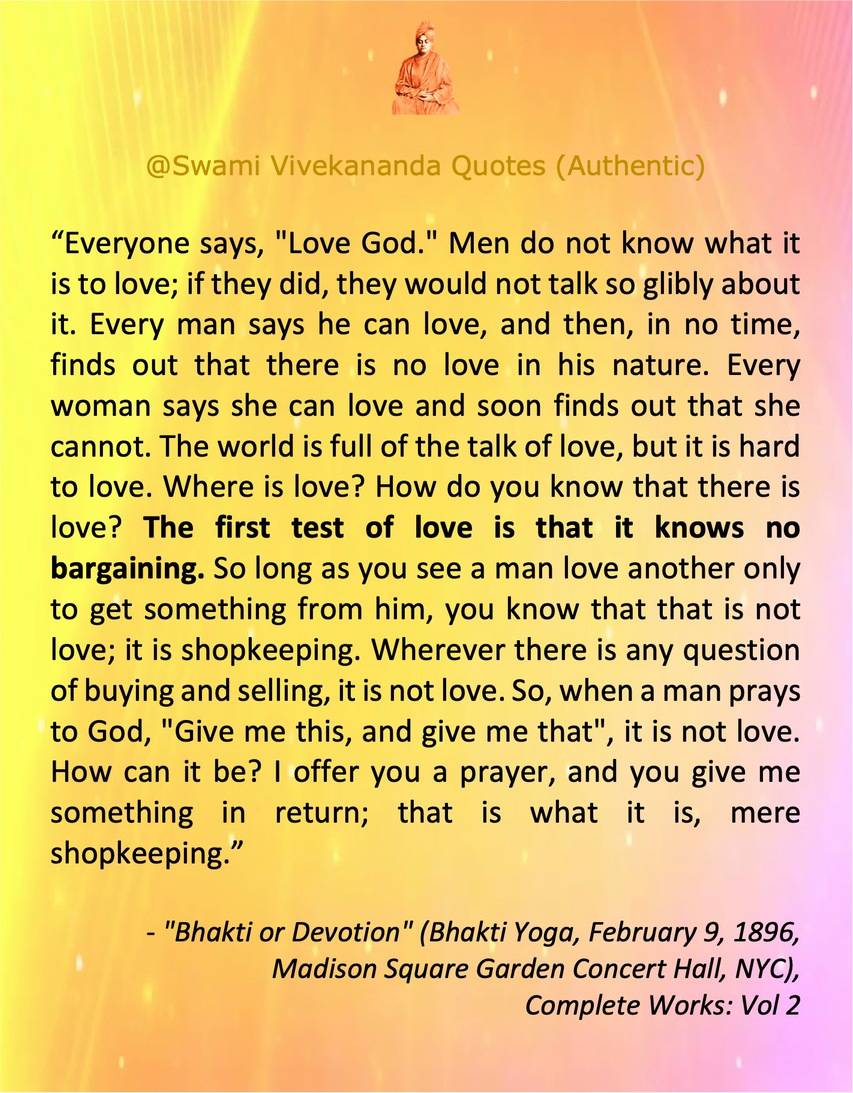 @Swami Vivekananda Quotes (Authentic)
“Everyone says, "Love God." Men do not know what it
is to love; if they did, they would not talk so glibly about
it. Every man says he can love, and then, in no time,
finds out that there is no love in his nature. Every
woman says she can love and soon finds out that she
cannot. The world is full of the talk of love, but it is hard
to love. Where is love? How do you know that there is
love? The first test of love is that it knows no
bargaining. So long as you see a man love another only
to get something from him, you know that that is not
love; it is shopkeeping. Wherever there is any question
of buying and selling, it is not love. So, when a man prays
to God, "Give me this, and give me that", it is not love.
How can it be? I offer you a prayer, and you give me
something in return; that is what it is, mere
shopkeeping.”
- "Bhakti or Devotion" (Bhakti Yoga, February 9, 1896,
Madison Square Garden Concert Hall, NYC),
Complete Works: Vol 2